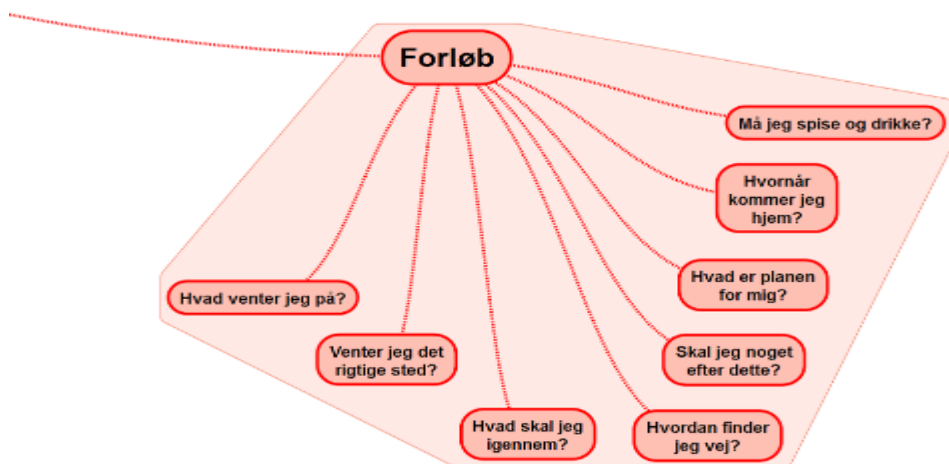 Forløb
Må jeg spise og drikke?
Hvornår
kommer jeg
hjem?
Hvad er planen
for mig?
Hvad venter jeg på?
Venter jeg det
rigtige sted?
Skal jeg noget
efter dette?
Hvad skal jeg
igennem?
Hvordan finder
jeg vej?